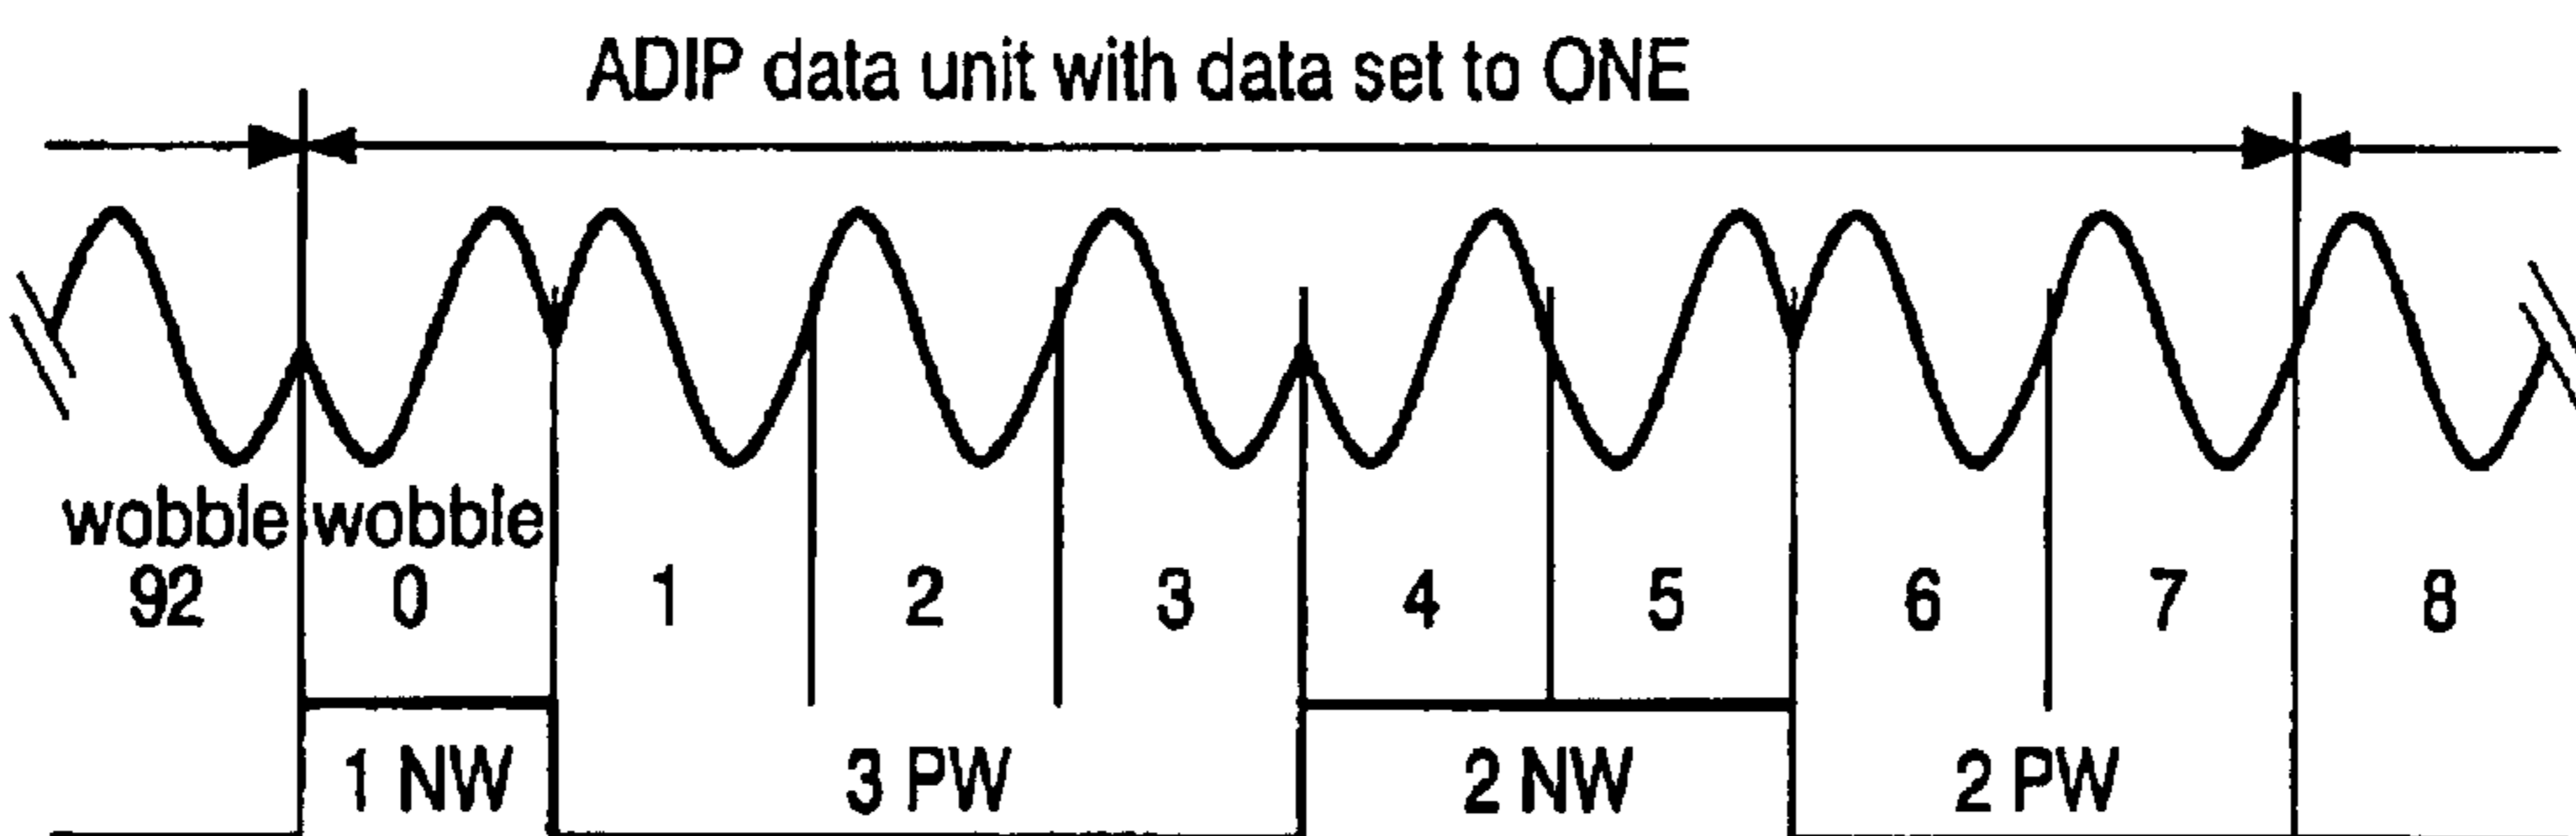 ADIP data unit with data set to ONE
wobble wobble
92 0 1 2 3 4 5 6 7 8
1 NW 3 PW 2 NW 2 PW